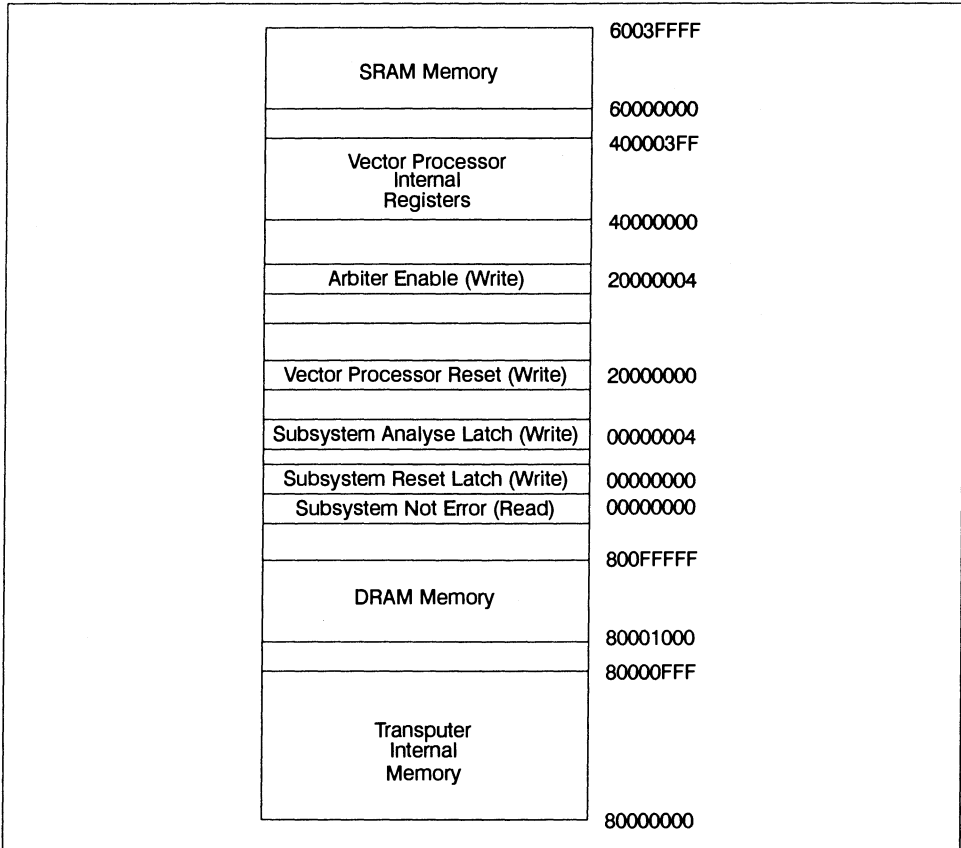 6003FFFF
SRAM Memory
60000000
400003FF
Vector Processor
Internal
Registers
40000000
Arbiter Enable (Write) 20000004
Vector Processor Reset (Write) 20000000
Subsystem Analyse Latch (Write) 00000004
Subsystem Reset Latch (Write) 00000000
Subsystem Not Error (Read) 00000000
800FFFFF
DRAM Memory
80001000
80000FFF
Transputer
Internal
Memory
80000000